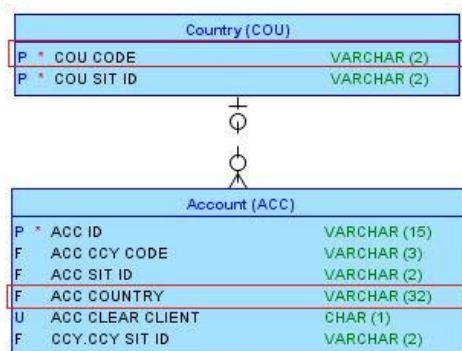 Country (COU)
P * COU CODE VARCHAR (2)
P * COU SIT ID VARCHAR (2)
Account (ACC)
P * ACC ID VARCHAR (15)
F ACC CCY CODE VARCHAR (3)
F ACC SIT ID VARCHAR (2)
F ACC COUNTRY VARCHAR (32)
U ACC CLEAR CLIENT CHAR (1)
F CCY.CCY SIT ID VARCHAR (2)